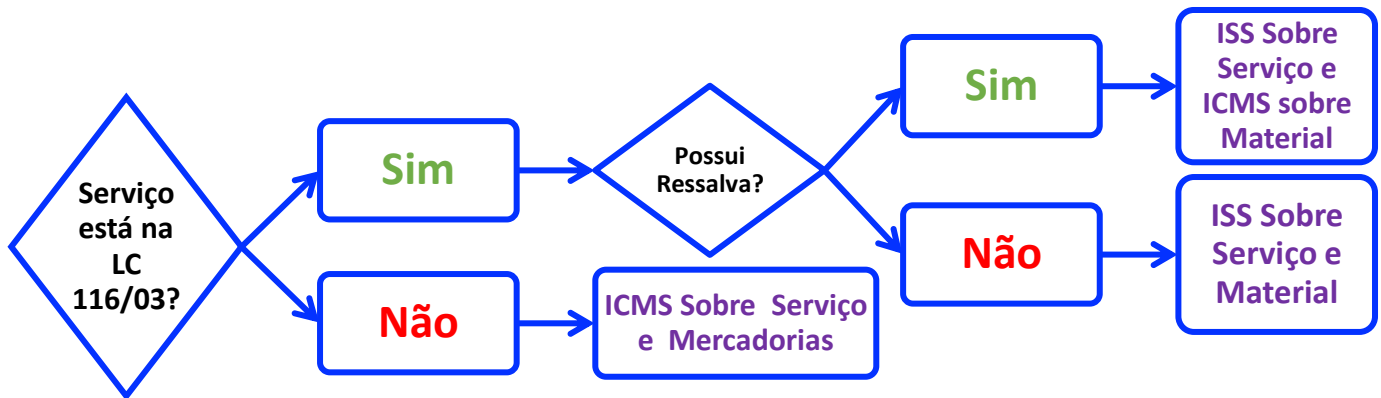 Serviço
está na
LC
116/03?
Sim
Não
Possui
Ressalva?
ICMS Sobre Serviço
e Mercadorias
Sim
Não
ISS Sobre
Serviço e
ICMS sobre
Material
ISS Sobre
Serviço e
Material